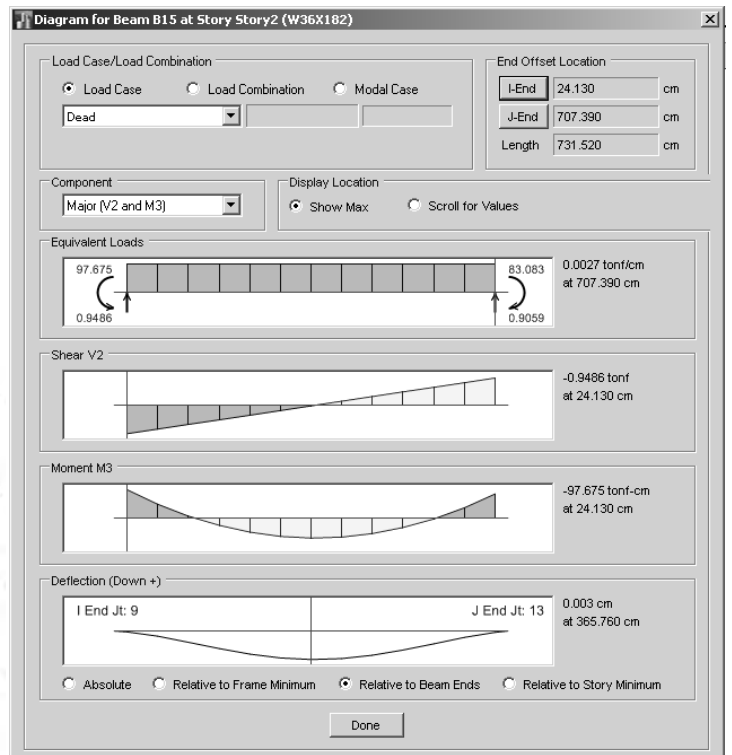 Diagram for Beam B15 at Story Story2 (W36X182)
Load Case/Load Combination
Load Case Load Combination Modal Case
Dead
End Offset Location
I-End 24.130 cm
J-End 707.390 cm
Length 731.520 cm
Component
Major (V2 and M3)
Display Location
Show Max Scroll for Values
Equivalent Loads
97.675 83.083
0.9486 0.9059
0.0027 tonf/cm
at 707.390 cm
Shear V2
-0.9486 tonf
at 24.130 cm
Moment M3
-97.675 tonf-cm
at 24.130 cm
Deflection (Down +)
I End Jt: 9 J End Jt: 13
0.003 cm
at 365.760 cm
Absolute Relative to Frame Minimum Relative to Beam Ends Relative to Story Minimum
Done